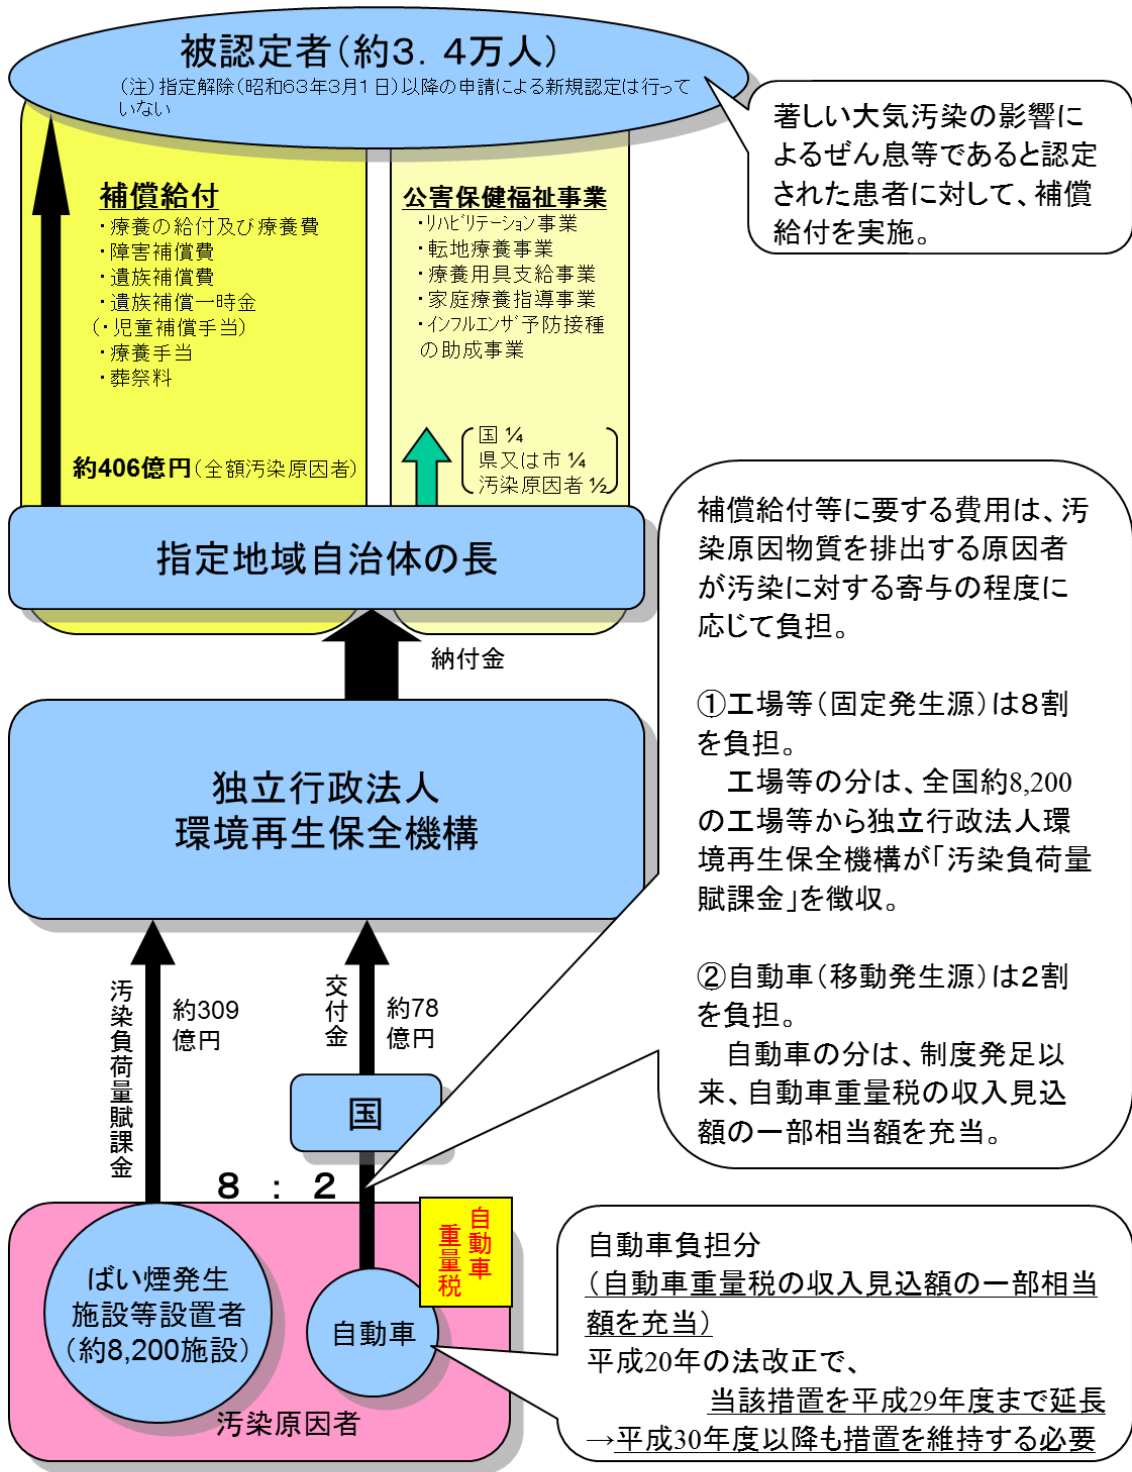 被認定者(約3．4万人)
(注)指定解除(昭和63年3月1日)以降の申請による新規認定は行って
いない
著しい大気汚染の影響に
よるぜん息等であると認定
された患者に対して、補償
給付を実施。
補償給付
・療養の給付及び療養費
・障害補償費
・遺族補償費
・遺族補償一時金
(・児童補償手当)
・療養手当
・葬祭料
約406億円(全額汚染原因者)
公害保健福祉事業
・ﾘﾊﾋﾞﾘﾃｰｼｮﾝ事業
・転地療養事業
・療養用具支給事業
・家庭療養指導事業
・ｲﾝﾌﾙｴﾝｻﾞ予防接種
の助成事業
国 ¼
県又は市 ¼
汚染原因者 ½
指定地域自治体の長
納付金
独立行政法人
環境再生保全機構
汚染負荷量賦課金
約309
億円
交付金
約78
億円
国
8 : 2
自動車
重量税
ばい煙発生
施設等設置者
(約8,200施設)
自動車
汚染原因者
補償給付等に要する費用は、汚
染原因物質を排出する原因者
が汚染に対する寄与の程度に
応じて負担。
①工場等(固定発生源)は8割
を負担。
工場等の分は、全国約8,200
の工場等から独立行政法人環
境再生保全機構が「汚染負荷量
賦課金」を徴収。
②自動車(移動発生源)は2割
を負担。
自動車の分は、制度発足以
来、自動車重量税の収入見込
額の一部相当額を充当。
自動車負担分
(自動車重量税の収入見込額の一部相当
額を充当)
平成20年の法改正で、
当該措置を平成29年度まで延長
→平成30年度以降も措置を維持する必要